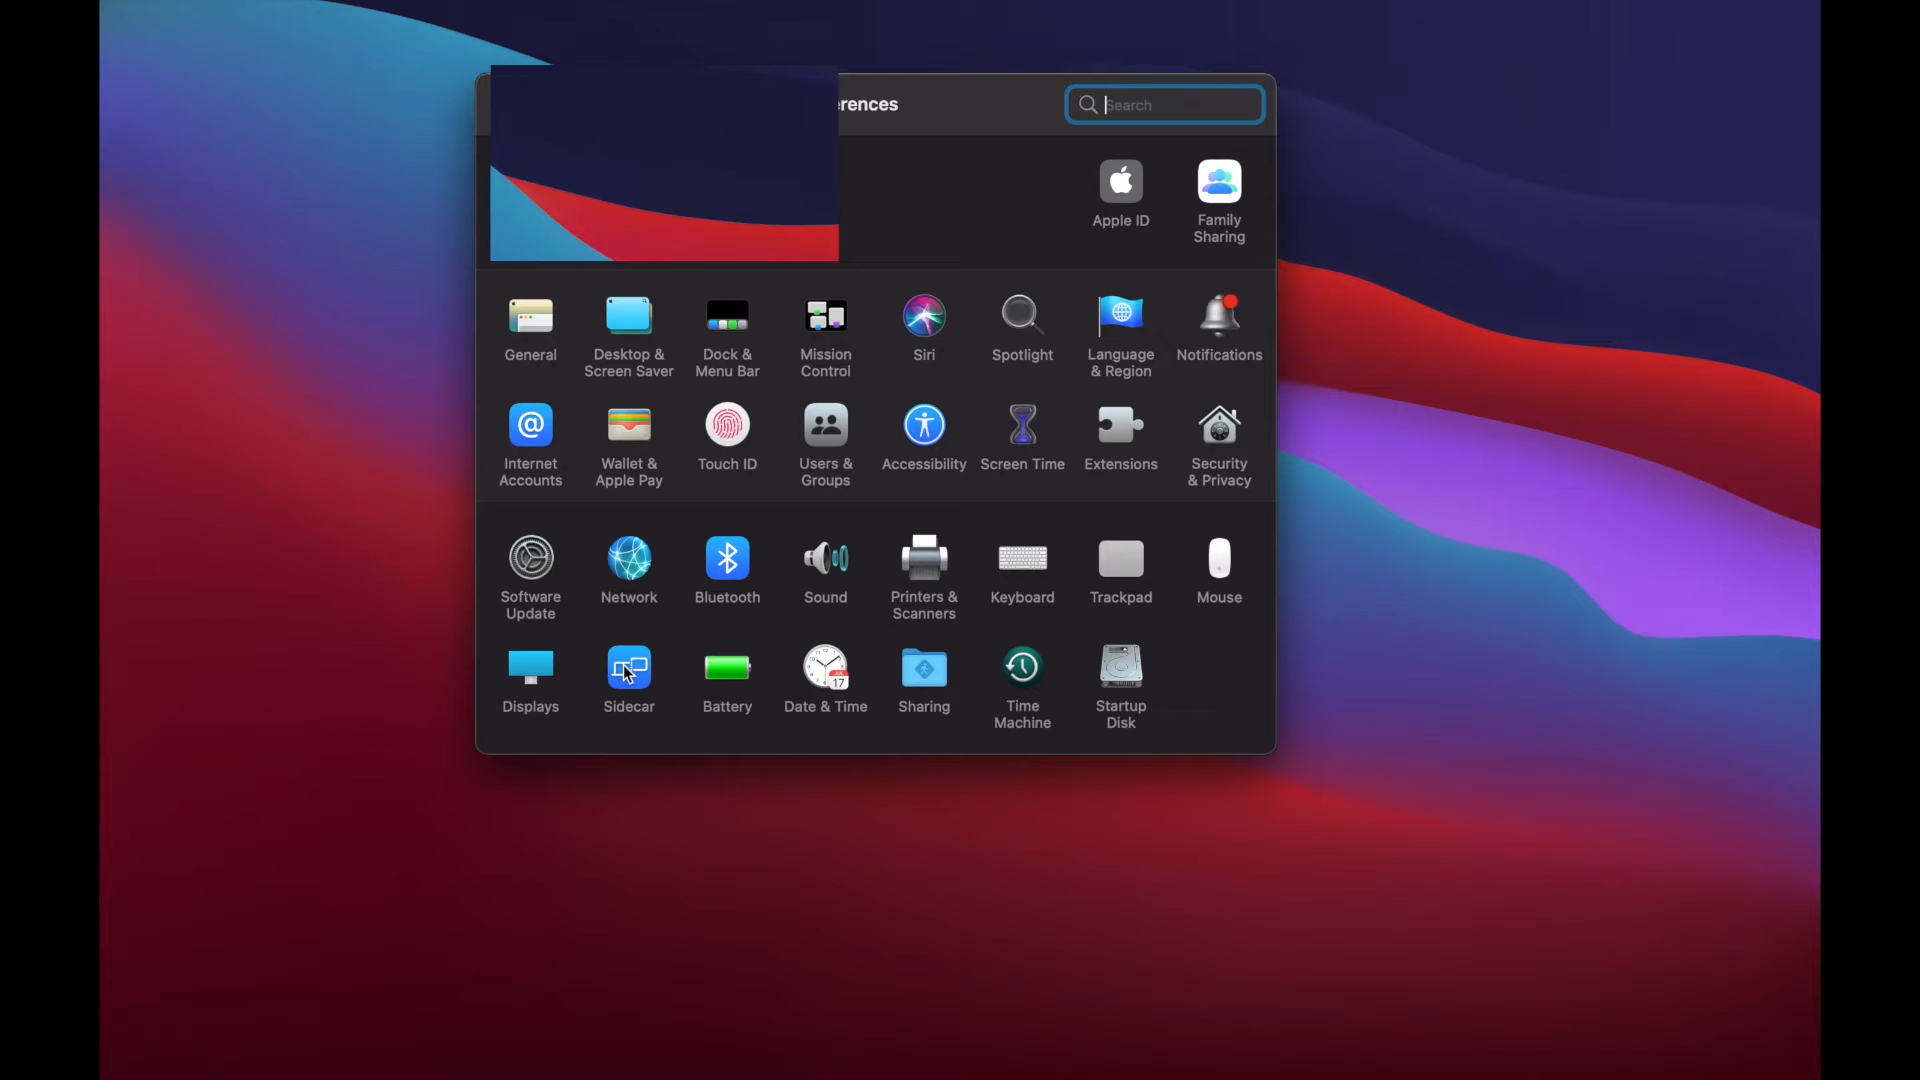 erences
Search
Apple ID
Family
Sharing
General
Desktop &
Screen Saver
Dock &
Menu Bar
Mission
Control
Siri
Spotlight
Language
& Region
Notifications
@
Internet
Accounts
Wallet &
Apple Pay
Touch ID
Users &
Groups
Accessibility
Screen Time
Extensions
Security
& Privacy
Software
Update
Network
Bluetooth
Sound
Printers &
Scanners
Keyboard
Trackpad
Mouse
17
Displays
Sidecar
Battery
Date & Time
Sharing
Time
Machine
Startup
Disk